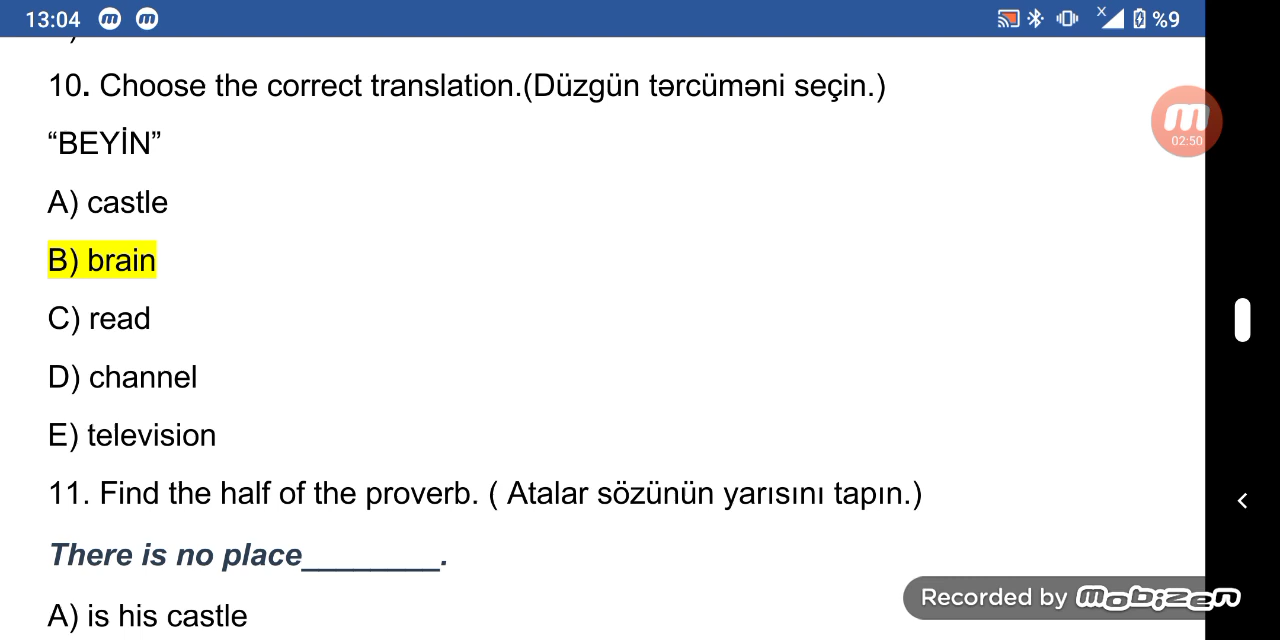 13:04 %9
10. Choose the correct translation.(Düzgün tərcüməni seçin.)
“BEYİN”
02:50
A) castle
B) brain
C) read
D) channel
E) television
11. Find the half of the proverb. ( Atalar sözünün yarısını tapın.)
There is no place________.
Recorded by mobizen
A) is his castle